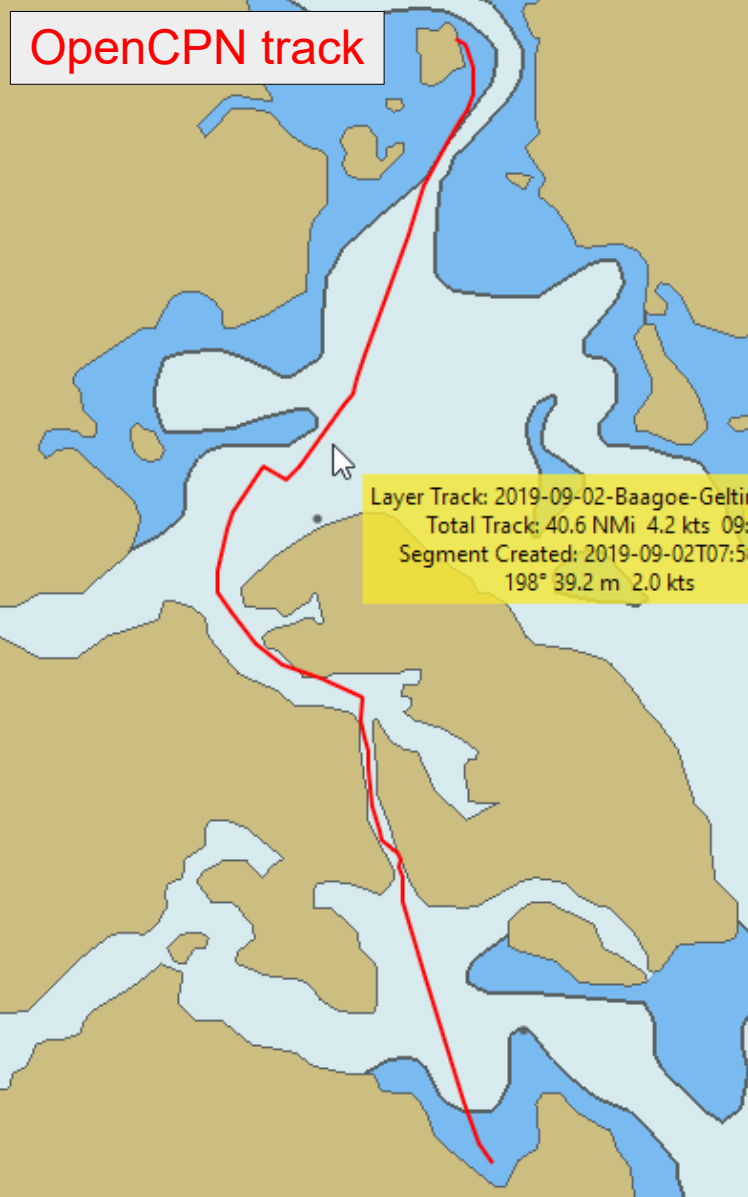 OpenCPN track
Layer Track: 2019-09-02-Baagoe-Geltin
Total Track: 40.6 NMi 4.2 kts 09:
Segment Created: 2019-09-02T07:5
198° 39.2 m 2.0 kts